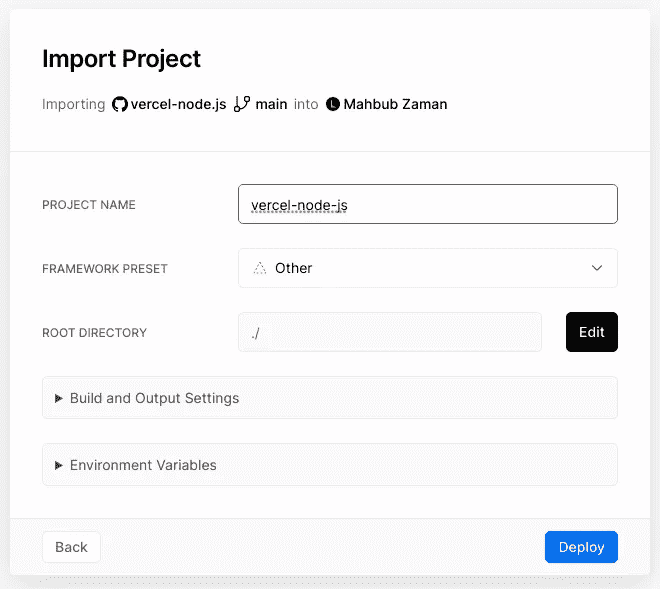 Import Project
Importing vercel-node.js main into Mahbub Zaman
PROJECT NAME vercel-node-js
FRAMEWORK PRESET Other
ROOT DIRECTORY ./ Edit
Build and Output Settings
Environment Variables
Back Deploy